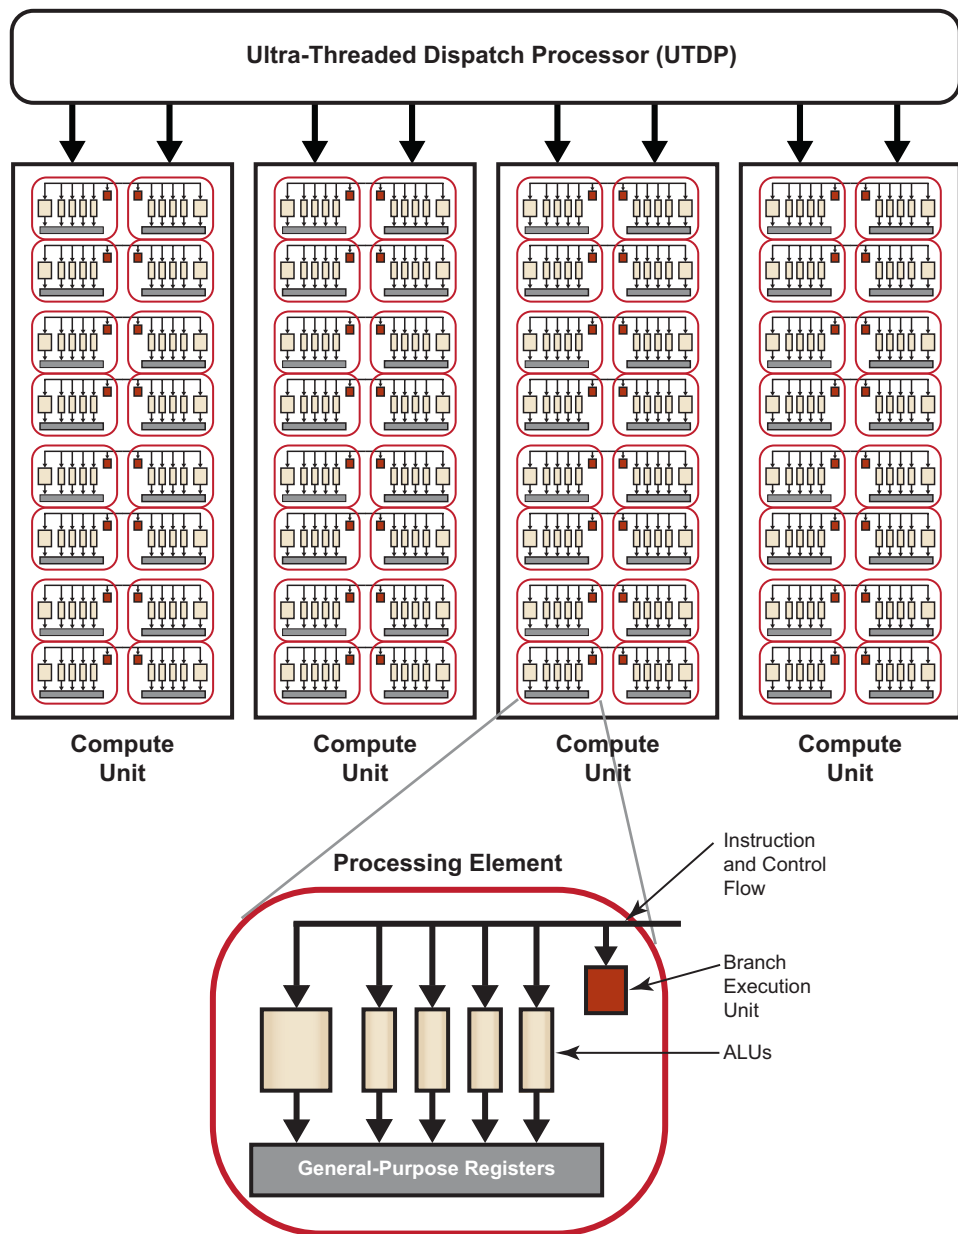 Ultra-Threaded Dispatch Processor (UTDP)
Compute
Unit
Compute
Unit
Compute
Unit
Compute
Unit
Processing Element
Instruction
and Control
Flow
Branch
Execution
Unit
ALUs
General-Purpose Registers